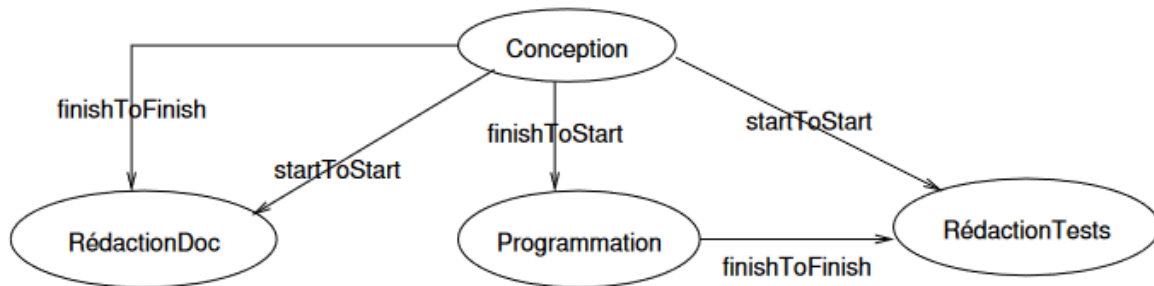 Conception
finishToFinish
finishToStart
startToStart
startToStart
RédactionDoc
Programmation
RédactionTests
finishToFinish